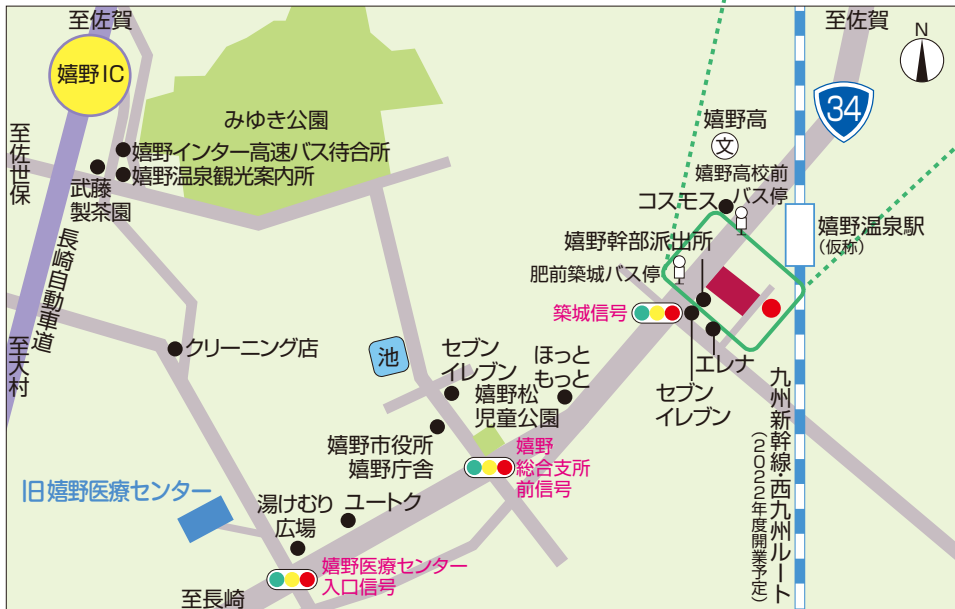 至佐賀
至佐賀
N
嬉野IC
34
みゆき公園
嬉野高
文
至佐世保
嬉野インター高速バス待合所
嬉野温泉観光案内所
武藤
製茶園
嬉野高校前
バス停
コスモス
嬉野温泉駅
(仮称)
嬉野幹部派出所
肥前築城バス停
長崎自動車道
築城信号
至大村
クリーニング店
池
セブン
イレブン
ほっと
もっと
エレナ
セブン
イレブン
嬉野松
児童公園
九州新幹線・西九州ルート
(2022年度開業予定)
嬉野市役所
嬉野庁舎
嬉野
総合支所
前信号
旧嬉野医療センター
湯けむり
広場
ユートク
嬉野医療センター
入口信号
至長崎